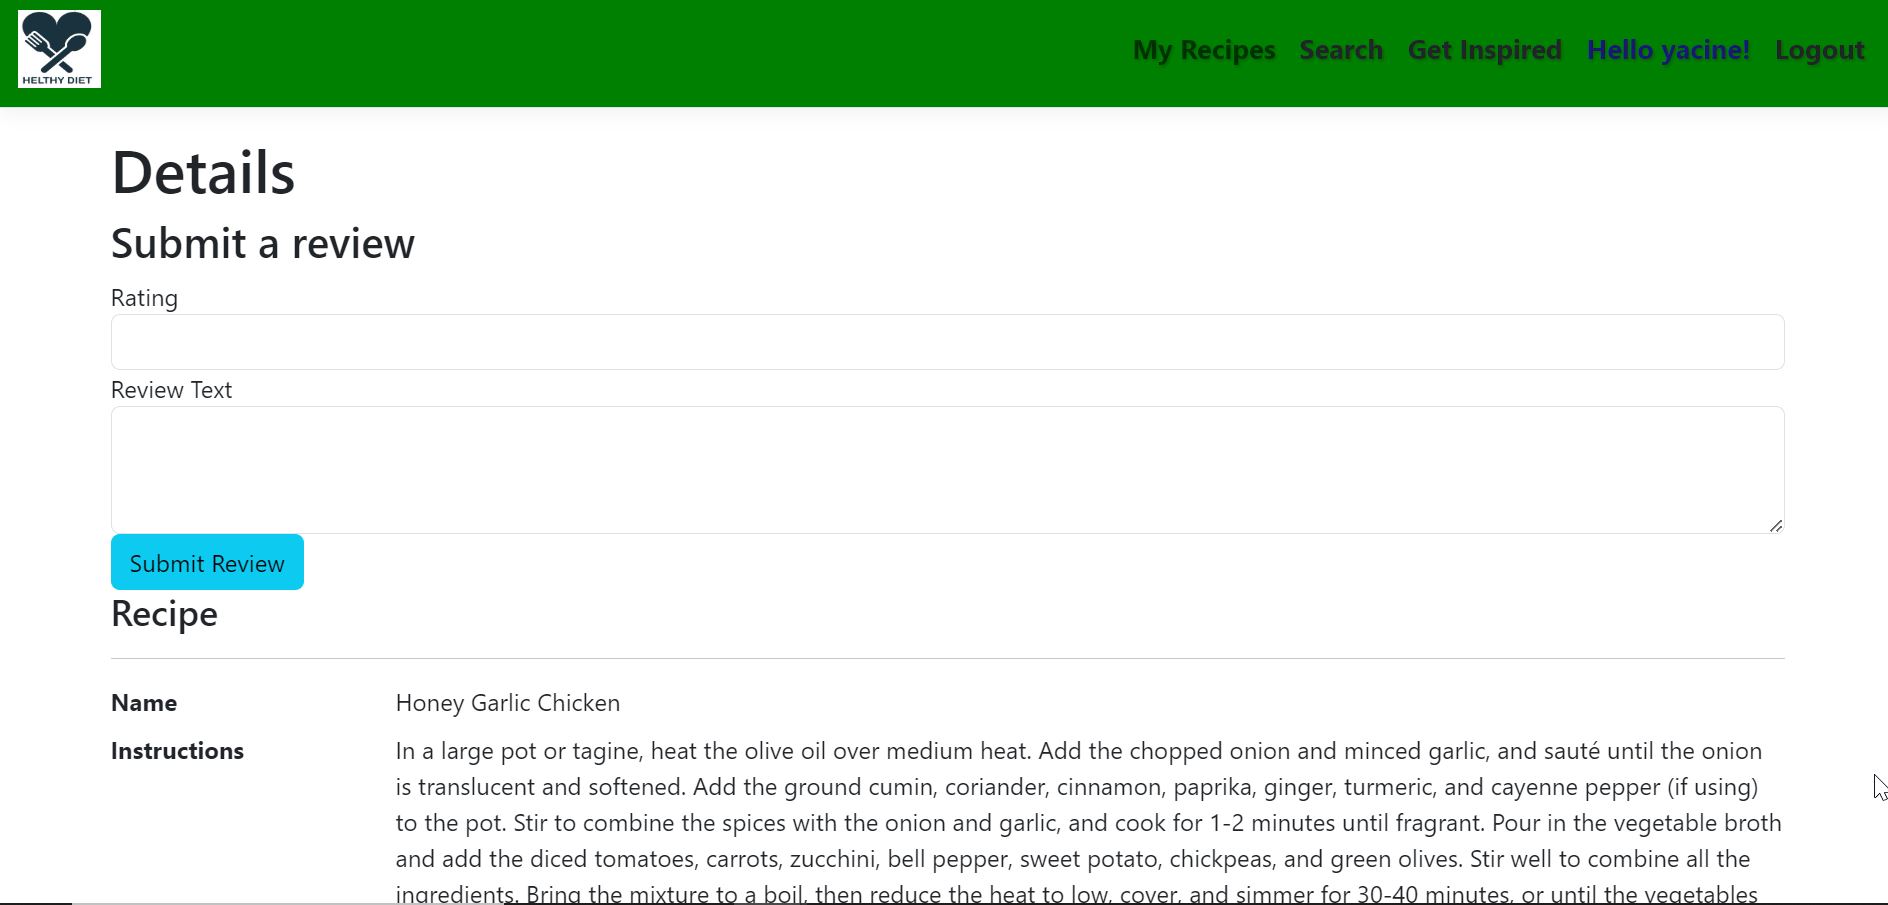 HELTHY DIET
My Recipes Search Get Inspired Hello yacine! Logout
Details
Submit a review
Rating
Review Text
Submit Review
Recipe
Name Honey Garlic Chicken
Instructions In a large pot or tagine, heat the olive oil over medium heat. Add the chopped onion and minced garlic, and sauté until the onion
is translucent and softened. Add the ground cumin, coriander, cinnamon, paprika, ginger, turmeric, and cayenne pepper (if using)
to the pot. Stir to combine the spices with the onion and garlic, and cook for 1-2 minutes until fragrant. Pour in the vegetable broth
and add the diced tomatoes, carrots, zucchini, bell pepper, sweet potato, chickpeas, and green olives. Stir well to combine all the
ingredients. Bring the mixture to a boil, then reduce the heat to low, cover, and simmer for 30-40 minutes, or until the vegetables